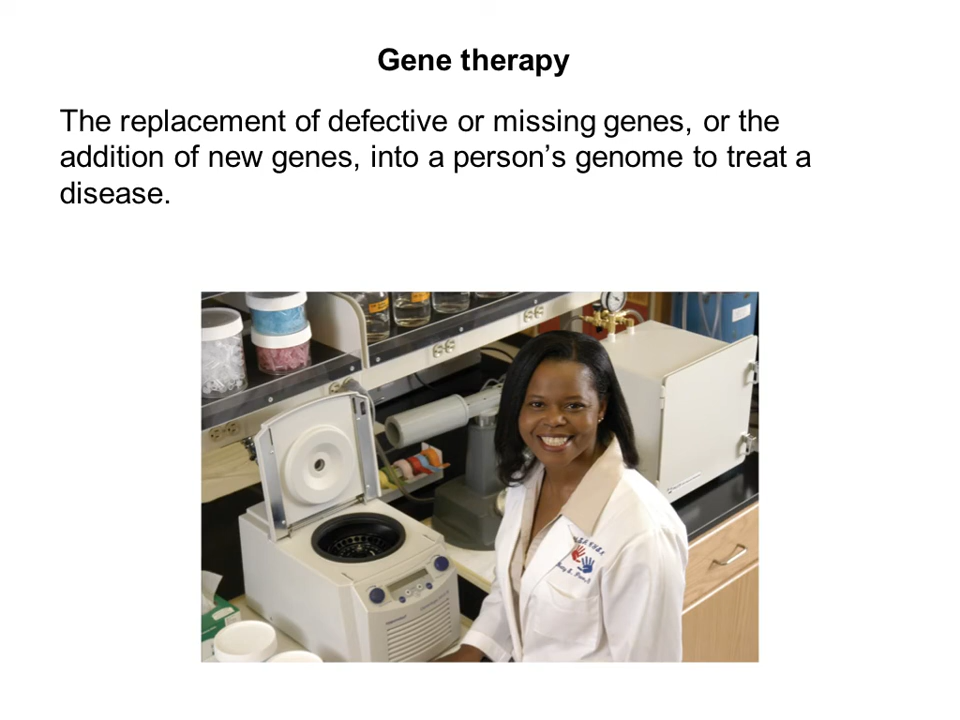 Gene therapy
The replacement of defective or missing genes, or the
addition of new genes, into a person’s genome to treat a
disease.